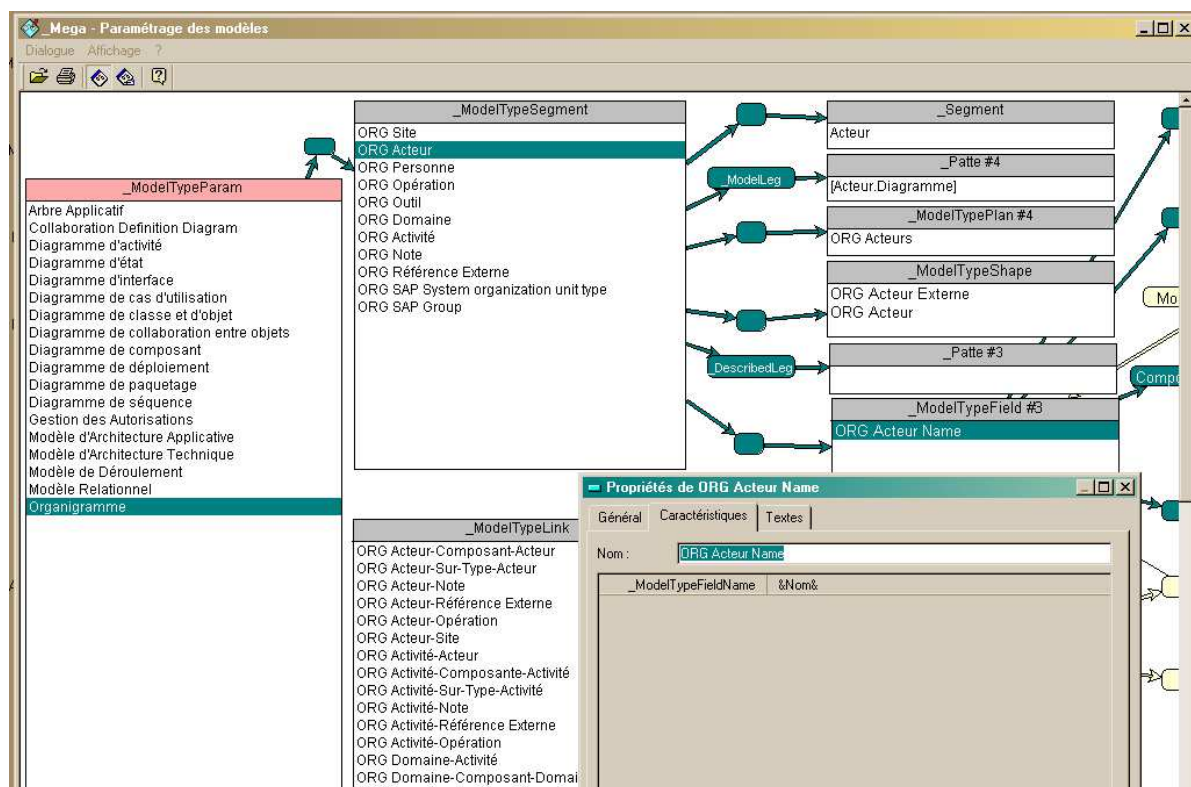 _Mega - Paramétrage des modèles
Dialogue Affichage ?
_ModelTypeParam
Arbre Applicatif
Collaboration Definition Diagram
Diagramme d'activité
Diagramme d'état
Diagramme d'interface
Diagramme de cas d'utilisation
Diagramme de classe et d'objet
Diagramme de collaboration entre objets
Diagramme de composant
Diagramme de déploiement
Diagramme de paquetage
Diagramme de séquence
Gestion des Autorisations
Modèle d'Architecture Applicative
Modèle d'Architecture Technique
Modèle de Déroulement
Modèle Relationnel
Organigramme
_ModelTypeSegment
ORG Site
ORG Acteur
ORG Personne
ORG Opération
ORG Outil
ORG Domaine
ORG Activité
ORG Note
ORG Référence Externe
ORG SAP System organization unit type
ORG SAP Group
_ModelTypeLink
ORG Acteur-Composant-Acteur
ORG Acteur-Sur-Type-Acteur
ORG Acteur-Note
ORG Acteur-Référence Externe
ORG Acteur-Opération
ORG Acteur-Site
ORG Activité-Acteur
ORG Activité-Composante-Activité
ORG Activité-Sur-Type-Activité
ORG Activité-Note
ORG Activité-Référence Externe
ORG Activité-Opération
ORG Domaine-Activité
ORG Domaine-Composant-Domai
_ModelLeg
_DescribedLeg
_Segment
Acteur
_Patte #4
[Acteur.Diagramme]
_ModelTypePlan #4
ORG Acteurs
_ModelTypeShape
ORG Acteur Externe
ORG Acteur
_Patte #3
_ModelTypeField #3
ORG Acteur Name
Mo
Compo
Propriétés de ORG Acteur Name
Général Caractéristiques Textes
Nom : ORG Acteur Name
_ModelTypeFieldName &Nom&